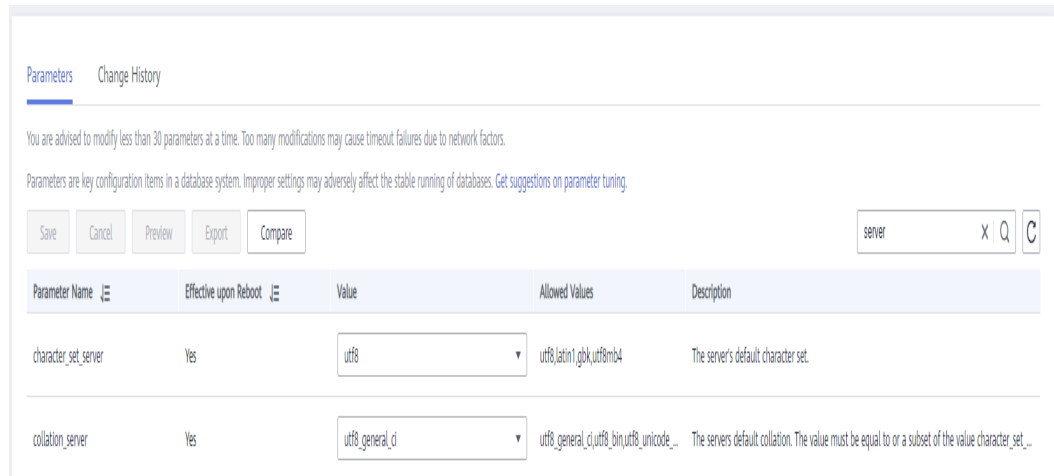 Parameters Change History
You are advised to modify less than 30 parameters at a time. Too many modifications may cause timeout failures due to network factors.
Parameters are key configuration items in a database system. Improper settings may adversely affect the stable running of databases. Get suggestions on parameter tuning.
Save Cancel Preview Export Compare server
Parameter Name Effective upon Reboot Value Allowed Values Description
character_set_server Yes utf8 utf8,latin1,gbk,utf8mb4 The server's default character set.
collation_server Yes utf8_general_ci utf8_general_ci,utf8_bin,utf8_unicode_... The servers default collation. The value must be equal to or a subset of the value character_set_...